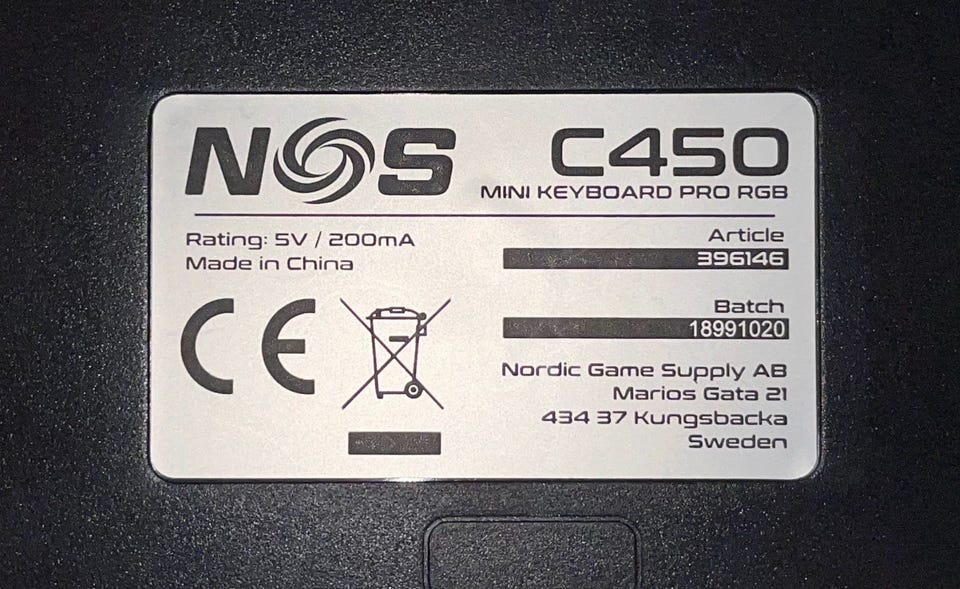 NOS
C450
MINI KEYBOARD PRO RGB
Rating: 5V / 200mA
Made in China
Article
396146
Batch
18991020
CE
Nordic Game Supply AB
Marios Gata 21
434 37 Kungsbacka
Sweden